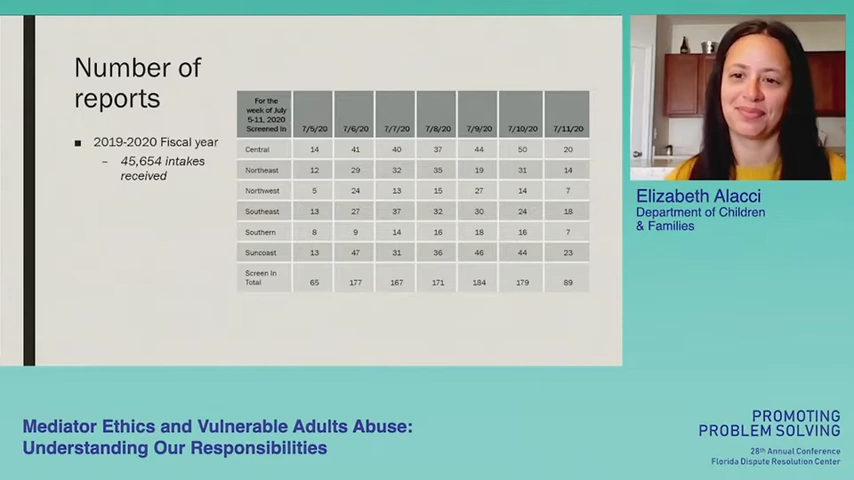 Number of
reports
■ 2019-2020 Fiscal year
– 45,654 intakes
received
For the
week of July
5-11, 2020
Screened In 7/5/20 7/6/20 7/7/20 7/8/20 7/9/20 7/10/20 7/11/20
Central 14 41 40 37 44 50 20
Northeast 12 29 32 35 19 31 14
Northwest 5 24 13 15 27 14 7
Southeast 13 27 37 32 30 24 18
Southern 8 9 14 16 18 16 7
Suncoast 13 47 31 36 46 44 23
Screen In
Total 65 177 167 171 184 179 89
Elizabeth Alacci
Department of Children
& Families
Mediator Ethics and Vulnerable Adults Abuse:
Understanding Our Responsibilities
PROMOTING
PROBLEM SOLVING
28th Annual Conference
Florida Dispute Resolution Center